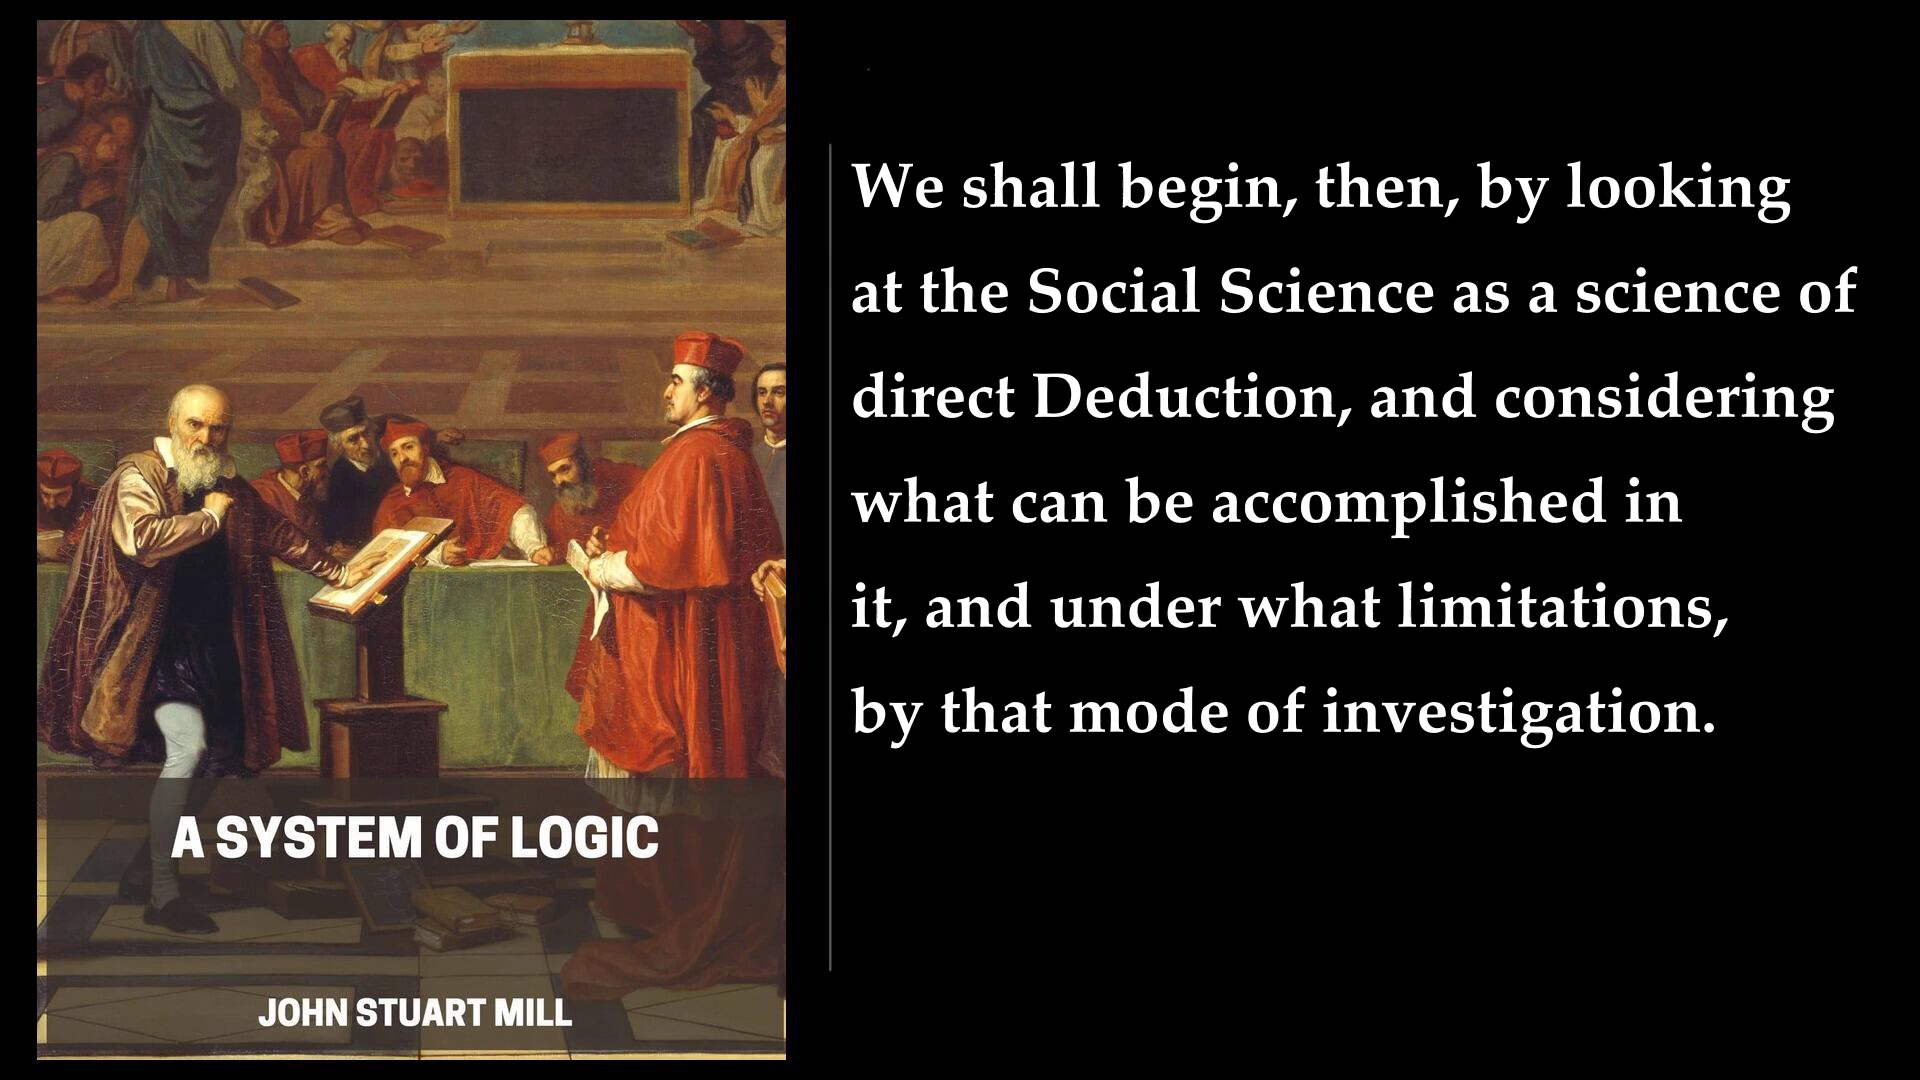 A SYSTEM OF LOGIC
JOHN STUART MILL
We shall begin, then, by looking
at the Social Science as a science of
direct Deduction, and considering
what can be accomplished in
it, and under what limitations,
by that mode of investigation.